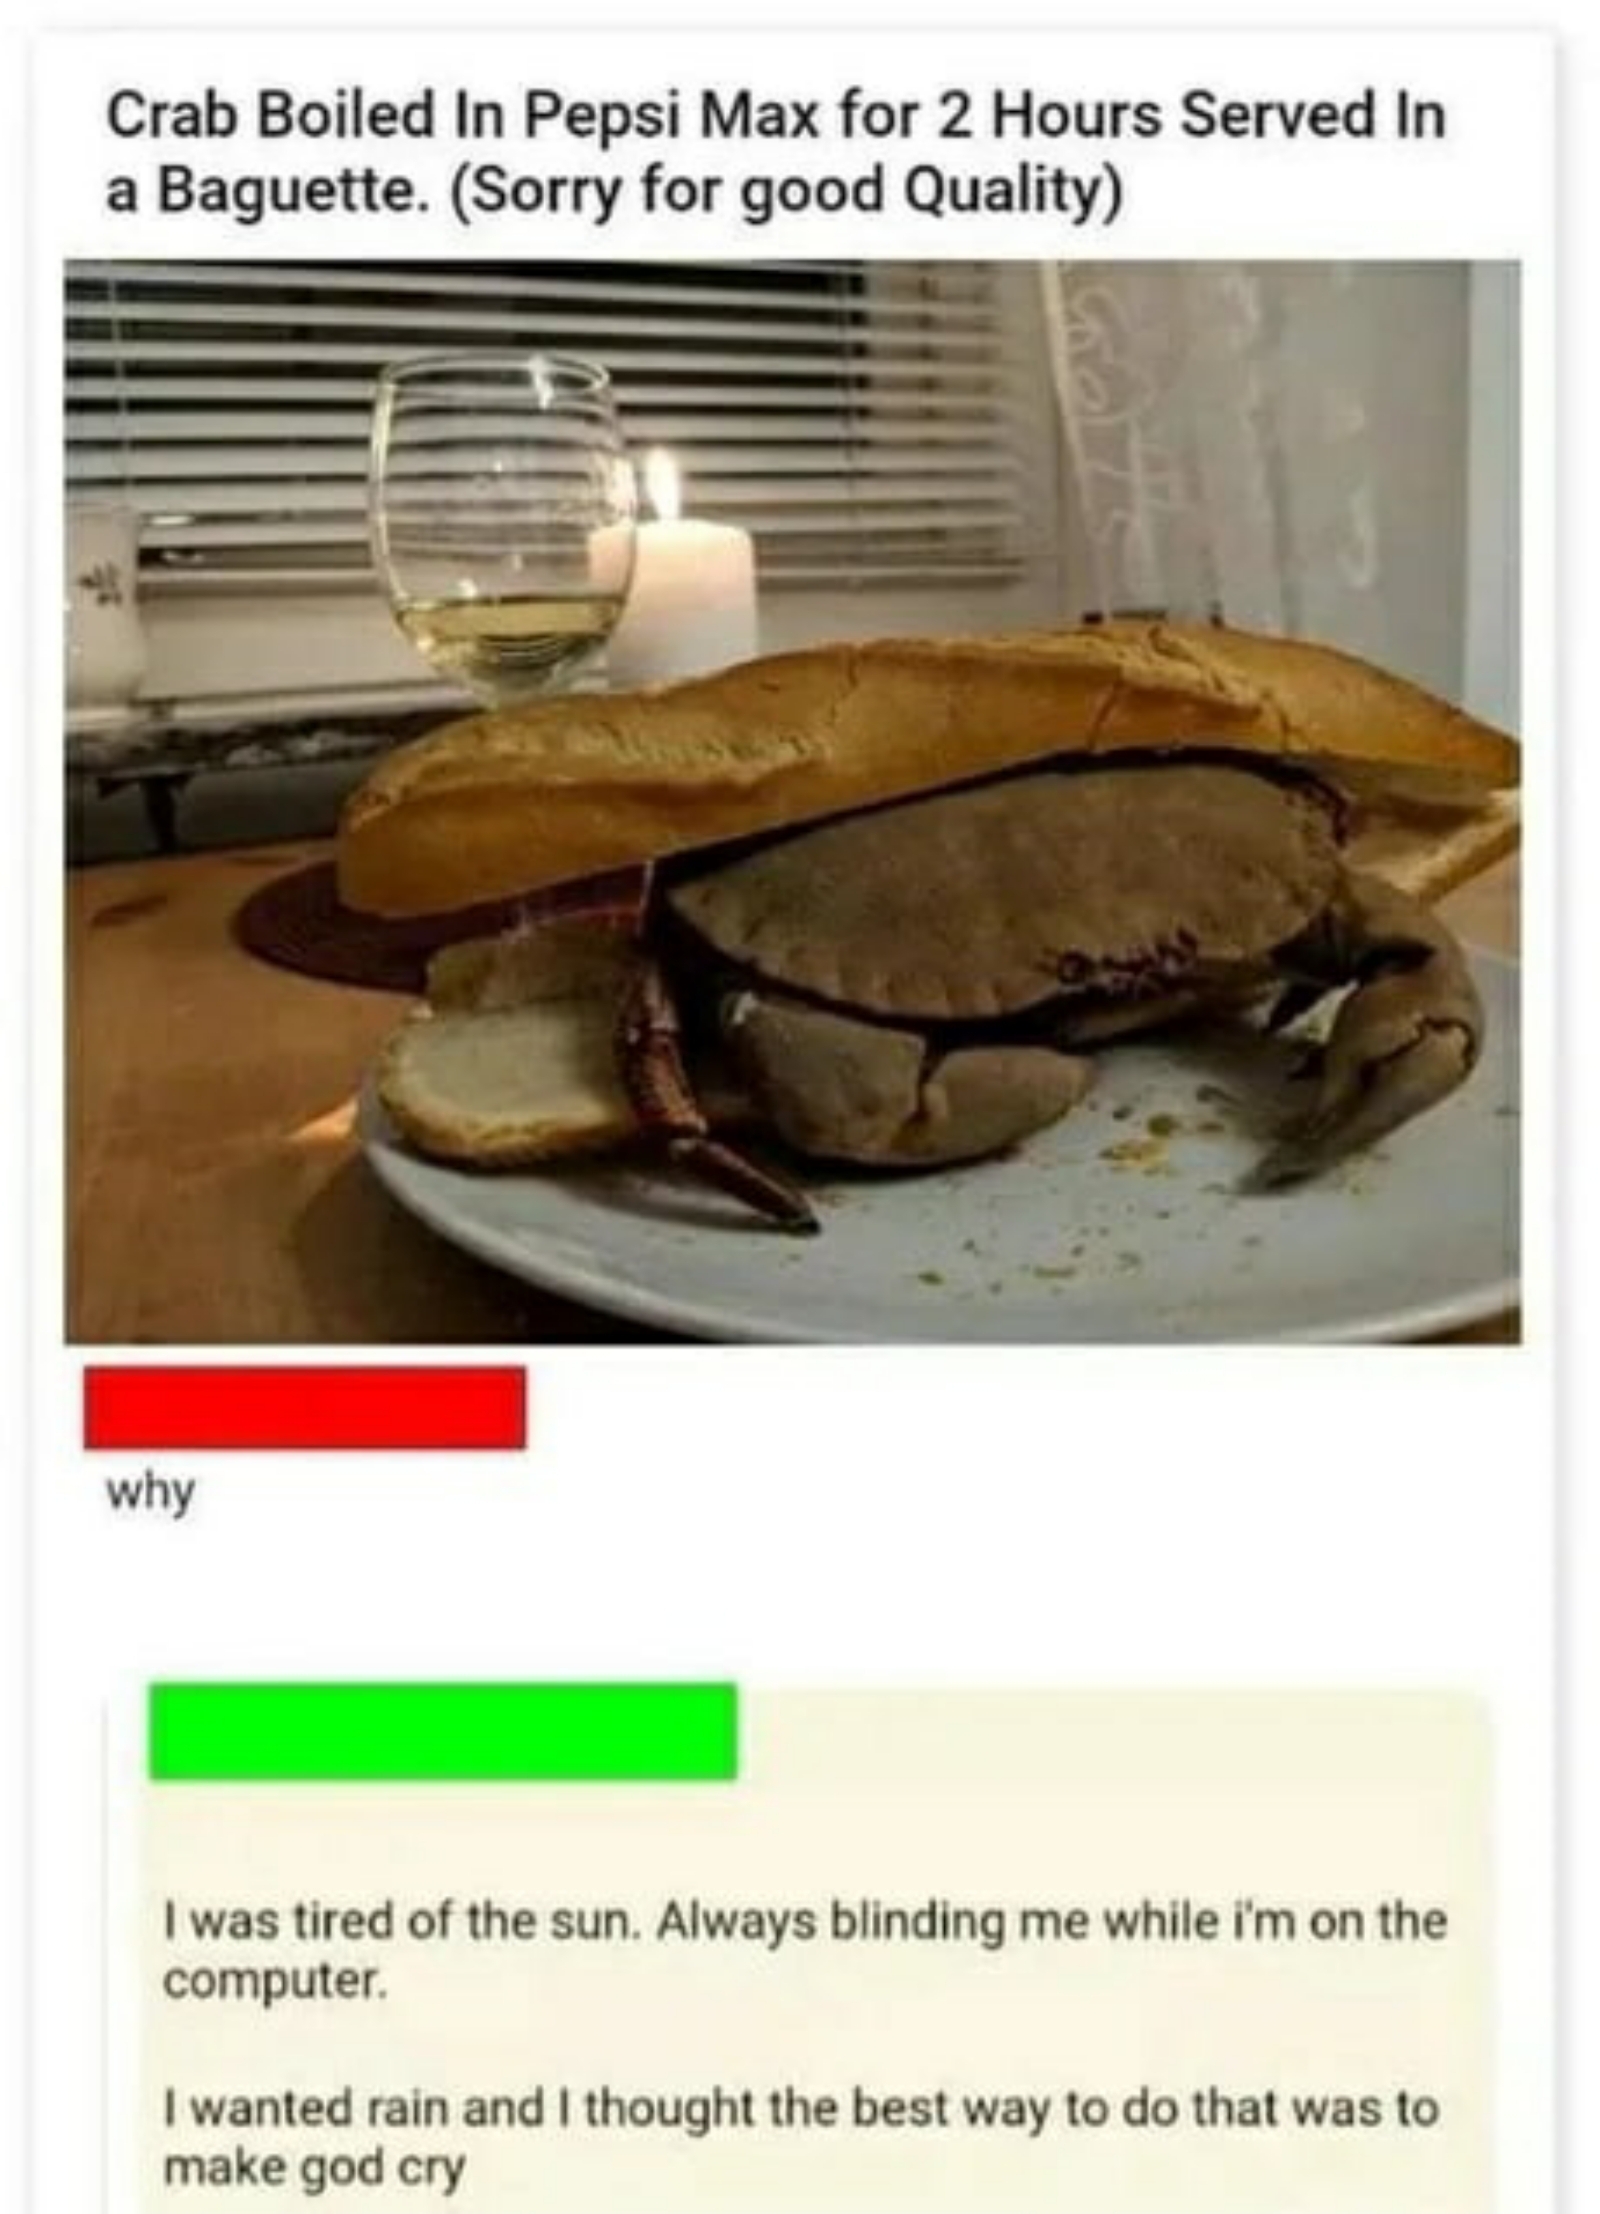 Crab Boiled In Pepsi Max for 2 Hours Served In
a Baguette. (Sorry for good Quality)
why
I was tired of the sun. Always blinding me while i'm on the
computer.
I wanted rain and I thought the best way to do that was to
make god cry